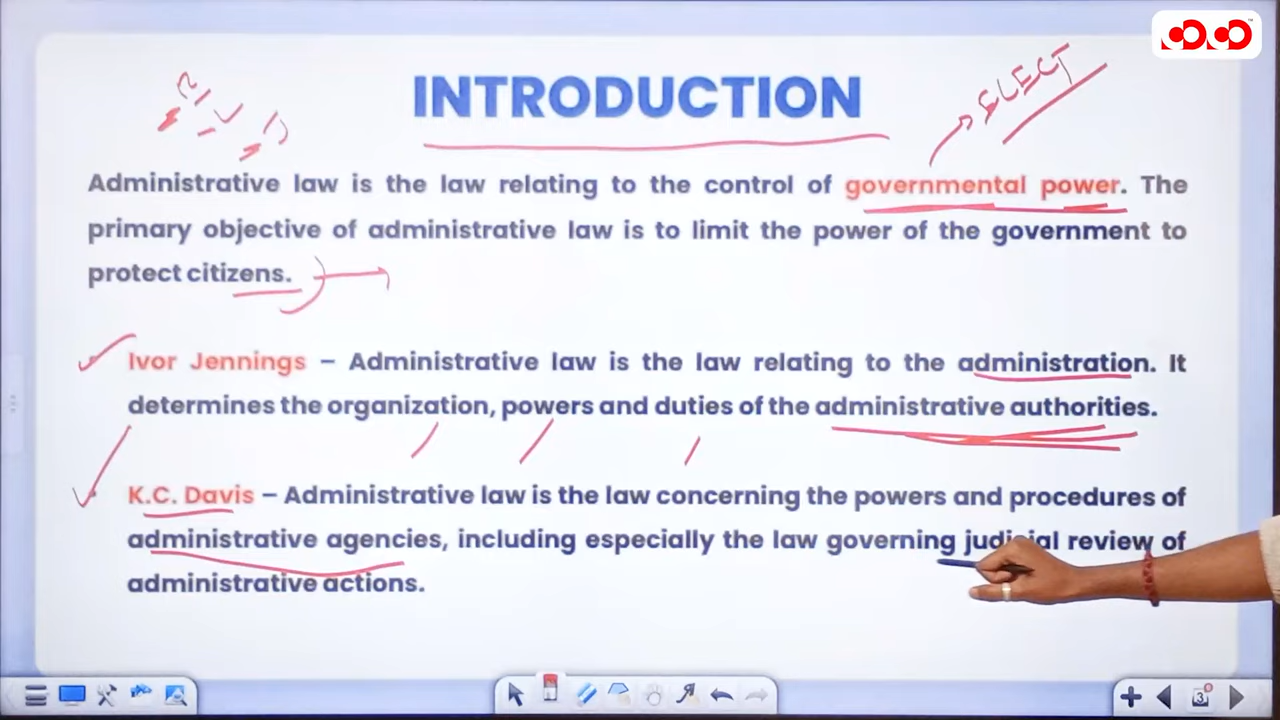 INTRODUCTION
SELECT
Administrative law is the law relating to the control of governmental power. The
primary objective of administrative law is to limit the power of the government to
protect citizens.
Ivor Jennings – Administrative law is the law relating to the administration. It
determines the organization, powers and duties of the administrative authorities.
K.C. Davis – Administrative law is the law concerning the powers and procedures of
administrative agencies, including especially the law governing judicial review of
administrative actions.
3